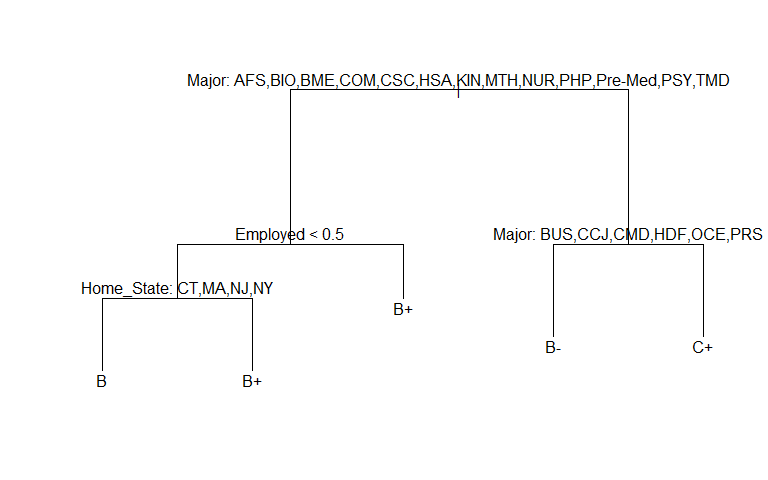 Major: AFS,BIO,BME,COM,CSC,HSA,KIN,MTH,NUR,PHP,Pre-Med,PSY,TMD
Employed < 0.5
Major: BUS,CCJ,CMD,HDF,OCE,PRS
Home_State: CT,MA,NJ,NY
B+
B-
C+
B
B+